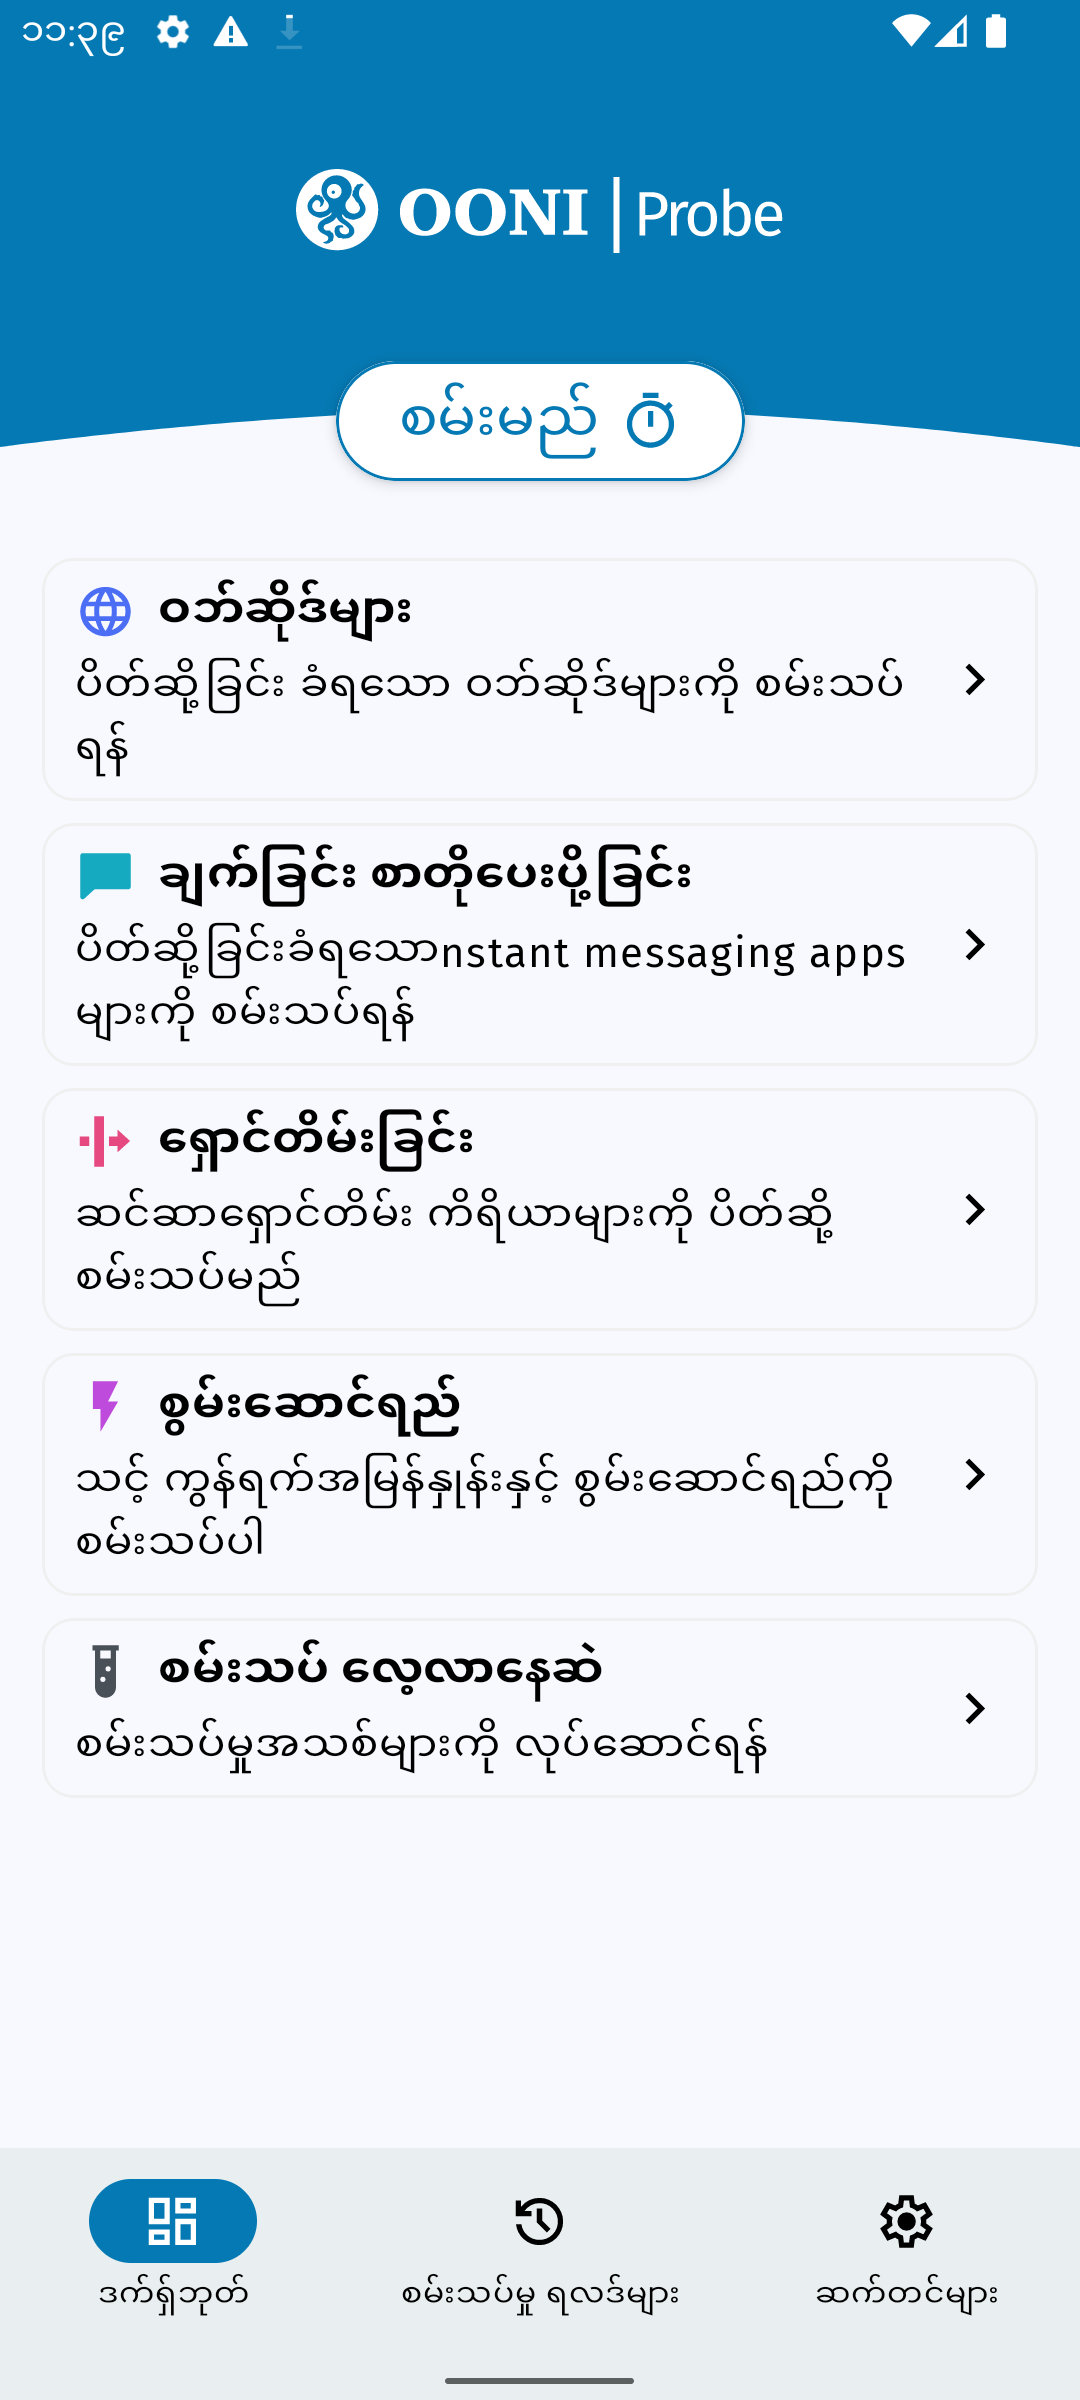 ၁၁:၃၉
OONI | Probe
စမ်းမည်
ဝဘ်ဆိုဒ်များ
ပိတ်ဆို့ခြင်း ခံရသော ဝဘ်ဆိုဒ်များကို စမ်းသပ်
ရန်
ချက်ခြင်း စာတိုပေးပို့ခြင်း
ပိတ်ဆို့ခြင်းခံရသောnstant messaging apps
များကို စမ်းသပ်ရန်
ရှောင်တိမ်းခြင်း
ဆင်ဆာရှောင်တိမ်း ကိရိယာများကို ပိတ်ဆို့
စမ်းသပ်မည်
စွမ်းဆောင်ရည်
သင့် ကွန်ရက်အမြန်နှုန်းနှင့် စွမ်းဆောင်ရည်ကို
စမ်းသပ်ပါ
စမ်းသပ် လေ့လာနေဆဲ
စမ်းသပ်မှုအသစ်များကို လုပ်ဆောင်ရန်
ဒက်ရှ်ဘုတ်
စမ်းသပ်မှု ရလဒ်များ
ဆက်တင်များ